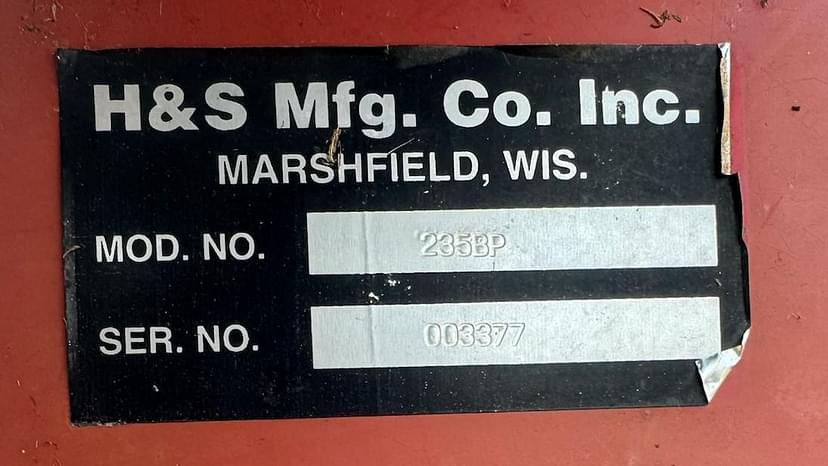 H&S Mfg. Co. Inc.
MARSHFIELD, WIS.
MOD. NO. 235BP
SER. NO. 003377